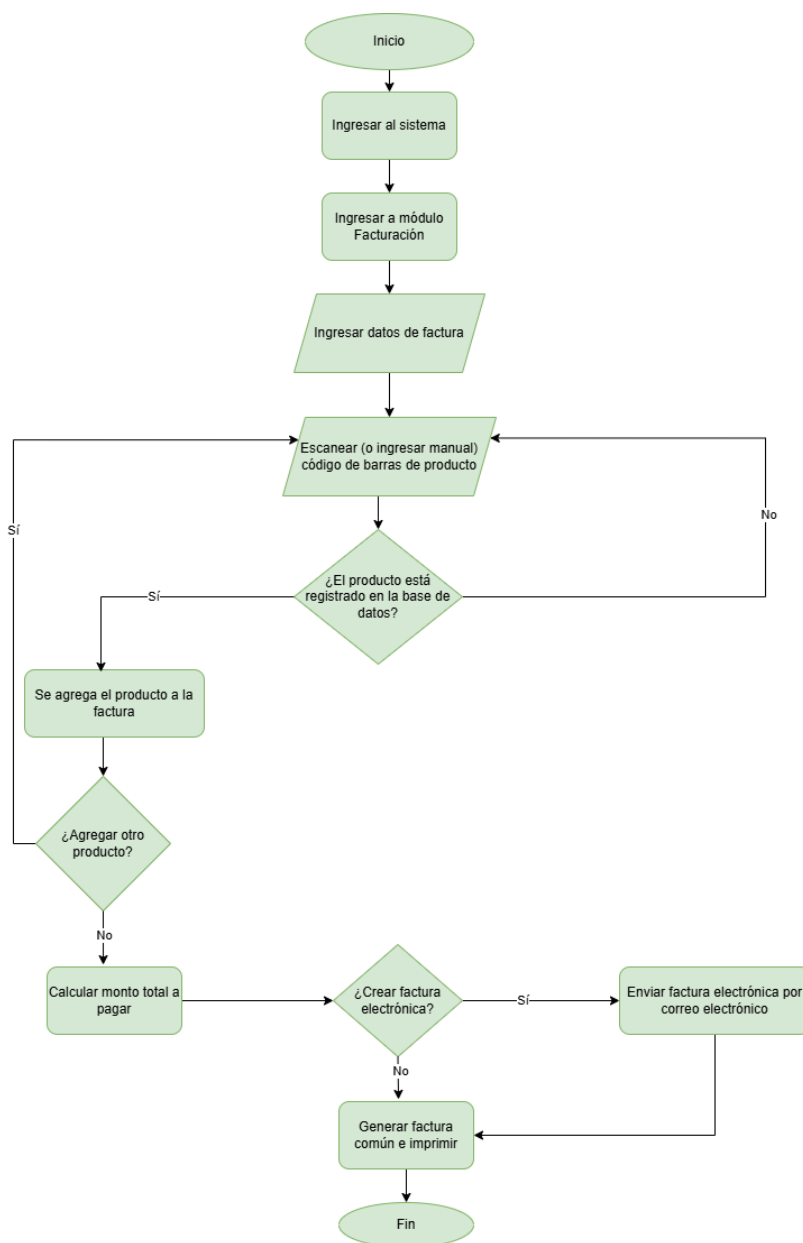 Inicio
Ingresar al sistema
Ingresar a módulo
Facturación
Ingresar datos de factura
Escanear (o ingresar manual)
código de barras de producto
Sí
No
¿El producto está
registrado en la base de
datos?
Sí
Se agrega el producto a la
factura
¿Agregar otro
producto?
No
Calcular monto total a
pagar
¿Crear factura
electrónica?
Sí
Enviar factura electrónica por
correo electrónico
No
Generar factura
común e imprimir
Fin